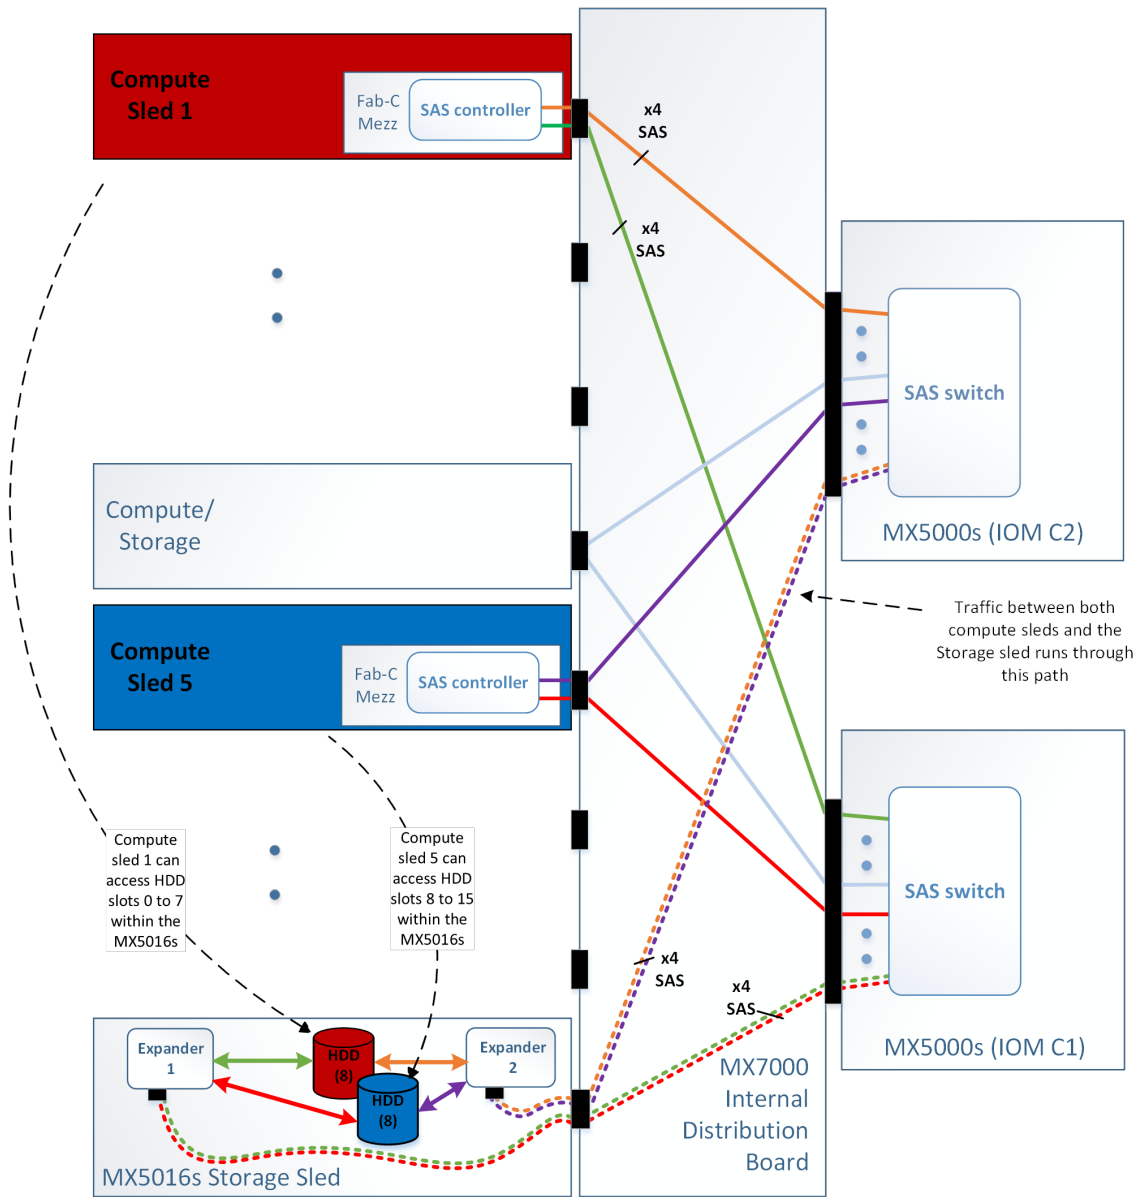 Compute
Sled 1
Fab-C
Mezz
SAS controller
x4
SAS
x4
SAS
SAS switch
MX5000s (IOM C2)
Compute/
Storage
Traffic between both
compute sleds and the
Storage sled runs through
this path
Compute
Sled 5
Fab-C
Mezz
SAS controller
Compute
sled 1 can
access HDD
slots 0 to 7
within the
MX5016s
Compute
sled 5 can
access HDD
slots 8 to 15
within the
MX5016s
SAS switch
MX5000s (IOM C1)
x4
SAS
x4
SAS
Expander
1
HDD
(8)
HDD
(8)
Expander
2
MX5016s Storage Sled
MX7000
Internal
Distribution
Board